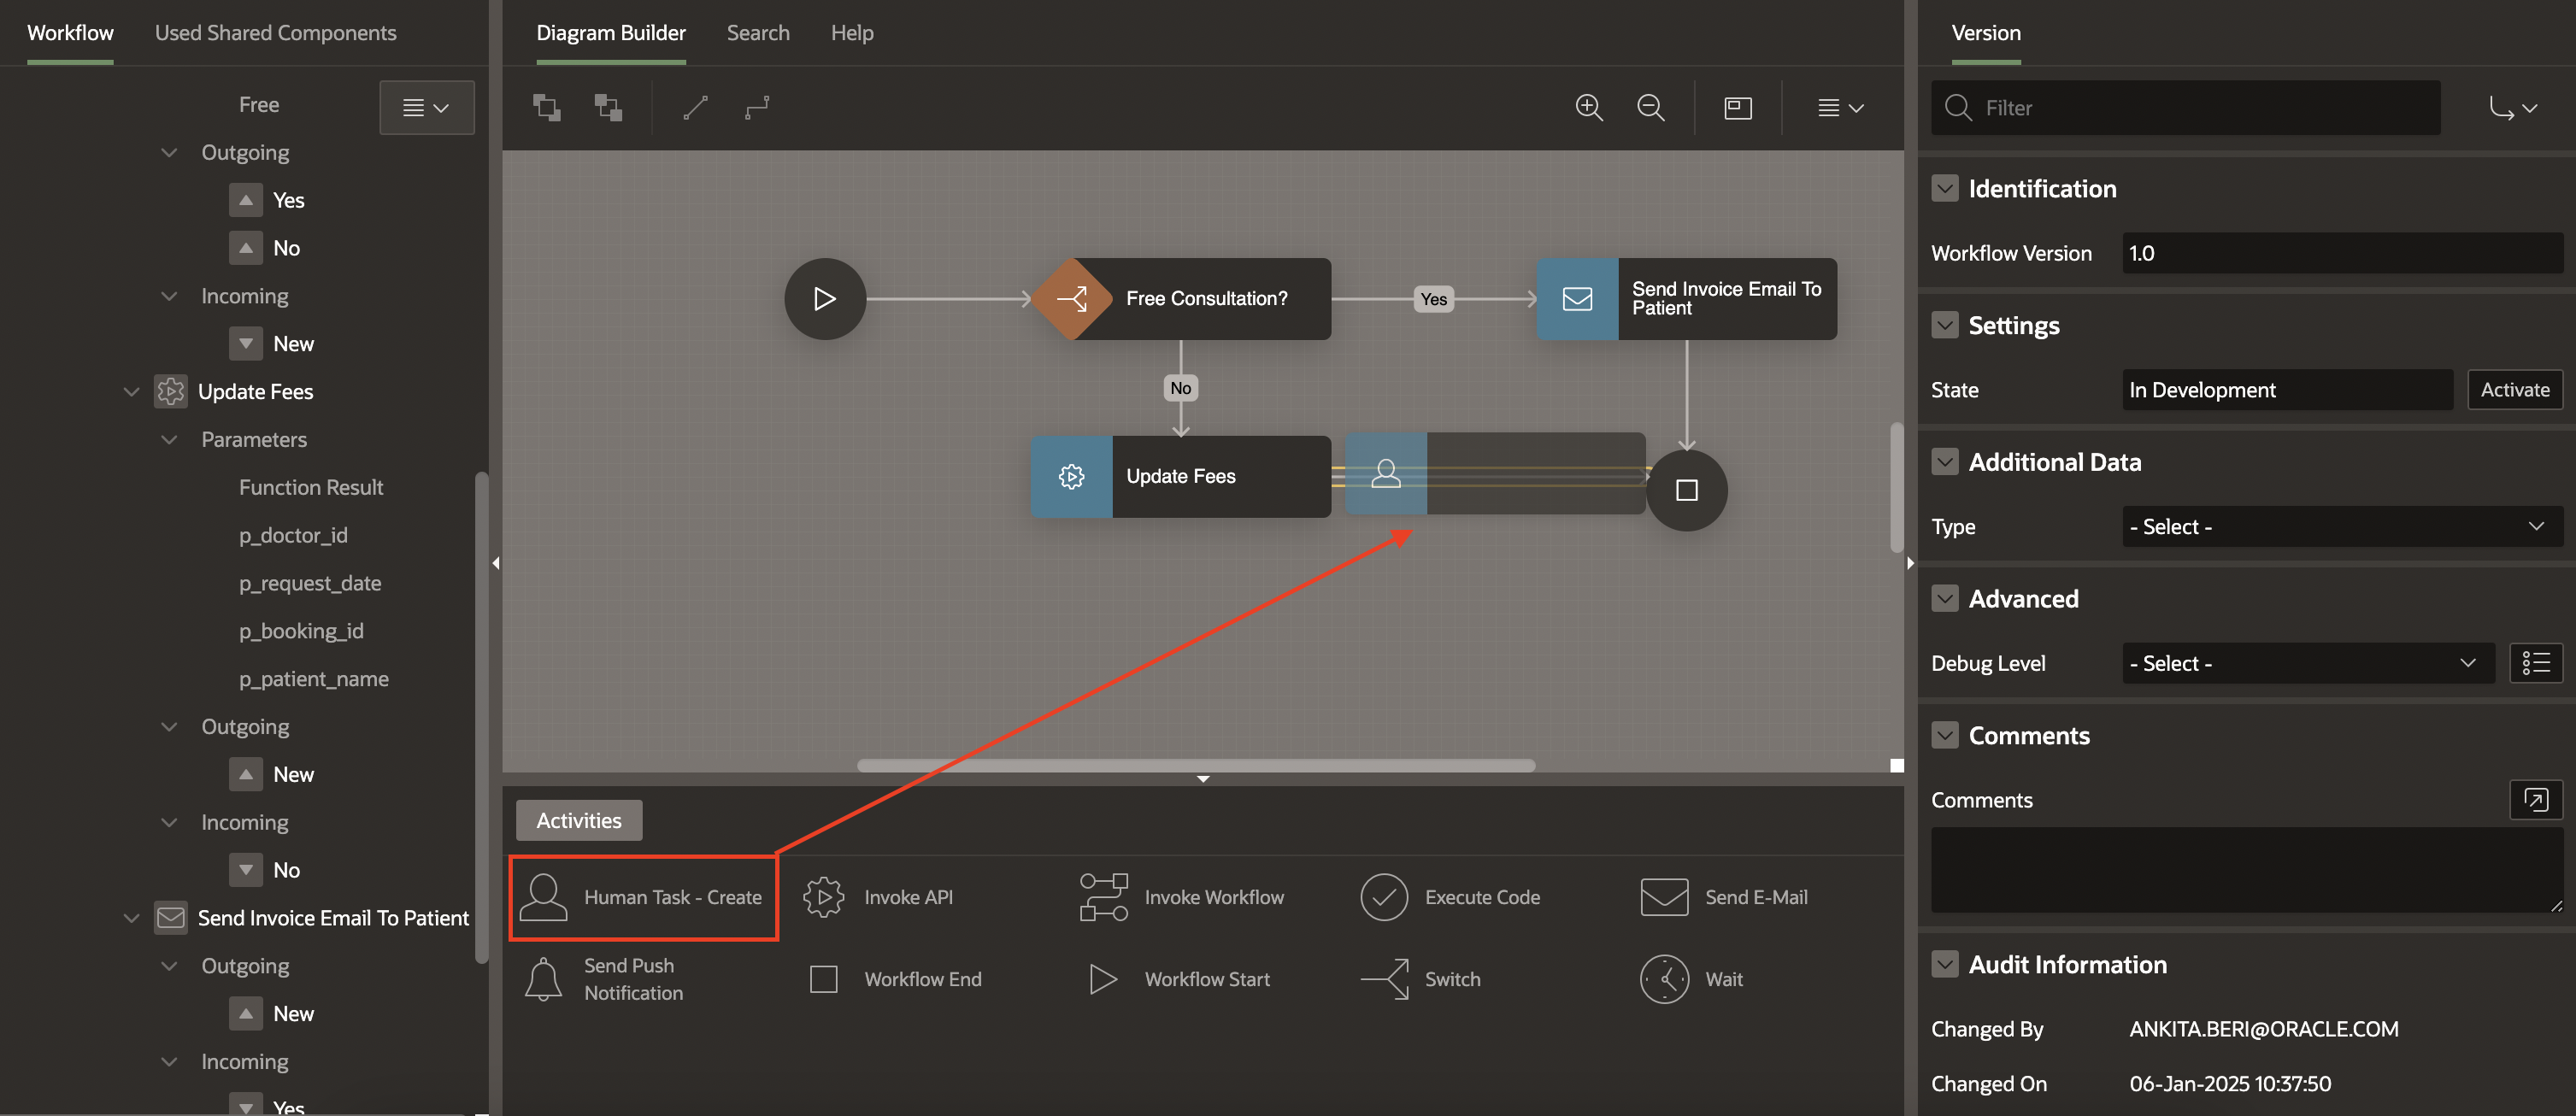 Workflow
Used Shared Components
Free
Outgoing
Yes
No
Incoming
New
Update Fees
Parameters
Function Result
p_doctor_id
p_request_date
p_booking_id
p_patient_name
Outgoing
New
Incoming
No
Send Invoice Email To Patient
Outgoing
New
Incoming
Yes
Diagram Builder
Search
Help
Free Consultation?
Yes
Send Invoice Email To
Patient
No
Update Fees
Activities
Human Task - Create
Invoke API
Invoke Workflow
Execute Code
Send E-Mail
Send Push
Notification
Workflow End
Workflow Start
Switch
Wait
Version
Filter
Identification
Workflow Version
1.0
Settings
State
In Development
Activate
Additional Data
Type
- Select -
Advanced
Debug Level
- Select -
Comments
Comments
Audit Information
Changed By
ANKITA.BERI@ORACLE.COM
Changed On
06-Jan-2025 10:37:50